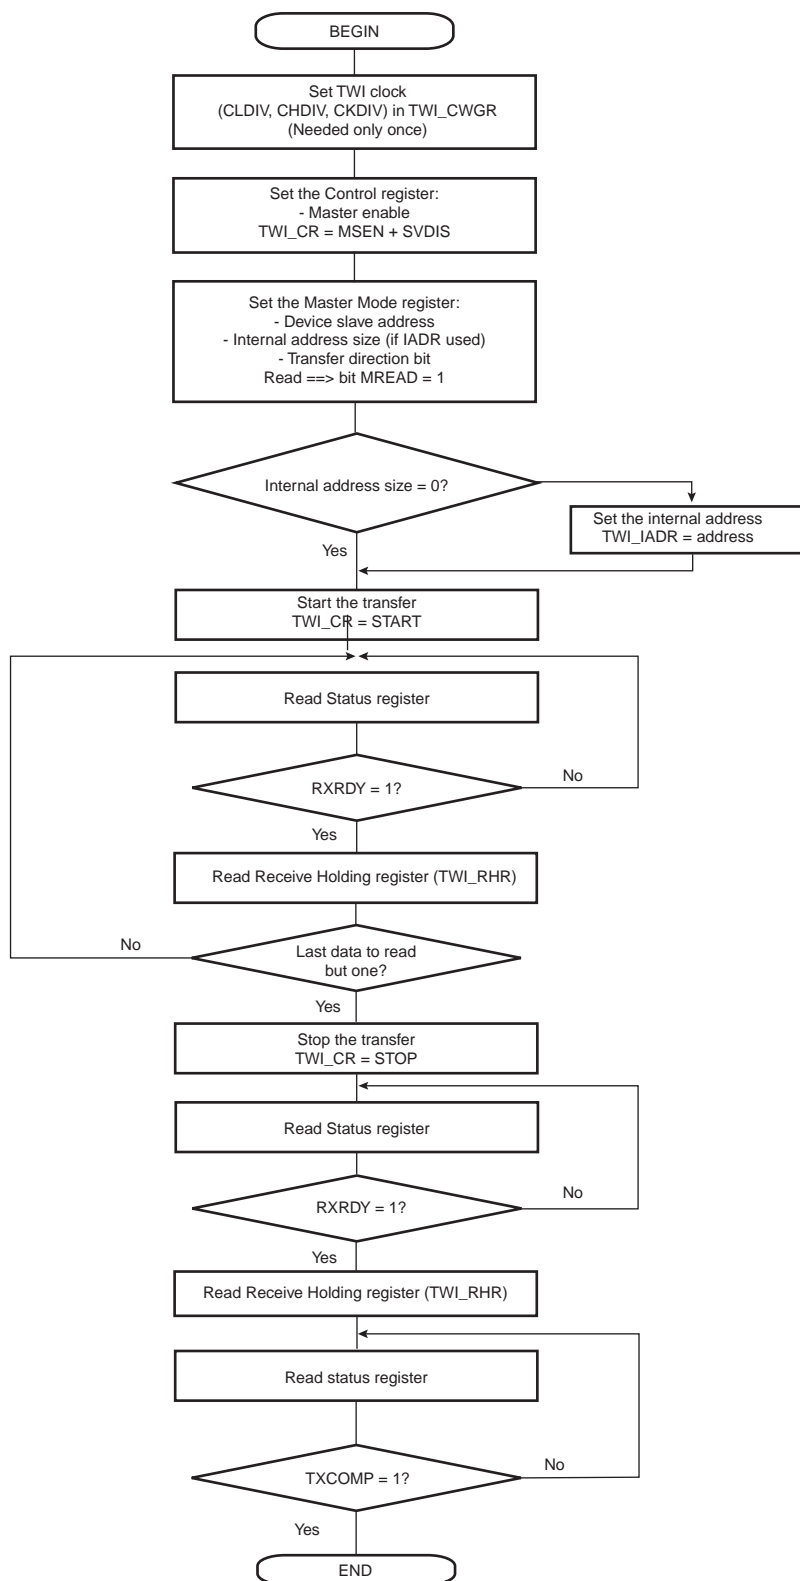 BEGIN
Set TWI clock
(CLDIV, CHDIV, CKDIV) in TWI_CWGR
(Needed only once)
Set the Control register:
- Master enable
TWI_CR = MSEN + SVDIS
Set the Master Mode register:
- Device slave address
- Internal address size (if IADR used)
- Transfer direction bit
Read ==> bit MREAD = 1
Internal address size = 0?
Set the internal address
TWI_IADR = address
Yes
Start the transfer
TWI_CR = START
Read Status register
RXRDY = 1?
No
Yes
Read Receive Holding register (TWI_RHR)
Last data to read
but one?
No
Yes
Stop the transfer
TWI_CR = STOP
Read Status register
RXRDY = 1?
No
Yes
Read Receive Holding register (TWI_RHR)
Read status register
TXCOMP = 1?
No
Yes
END